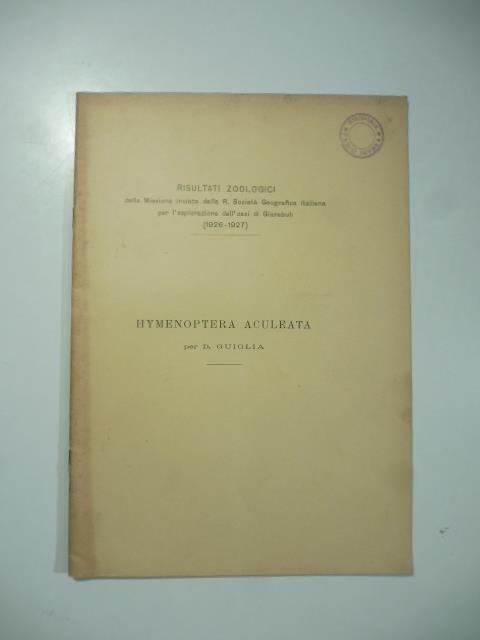 RISULTATI ZOOLOGICI
della Missione inviata dalla R. Società Geografica Italiana
per l'esplorazione dell'oasi di Giarabub
(1926-1927)
HYMENOPTERA ACULEATA
per D. GUIGLIA